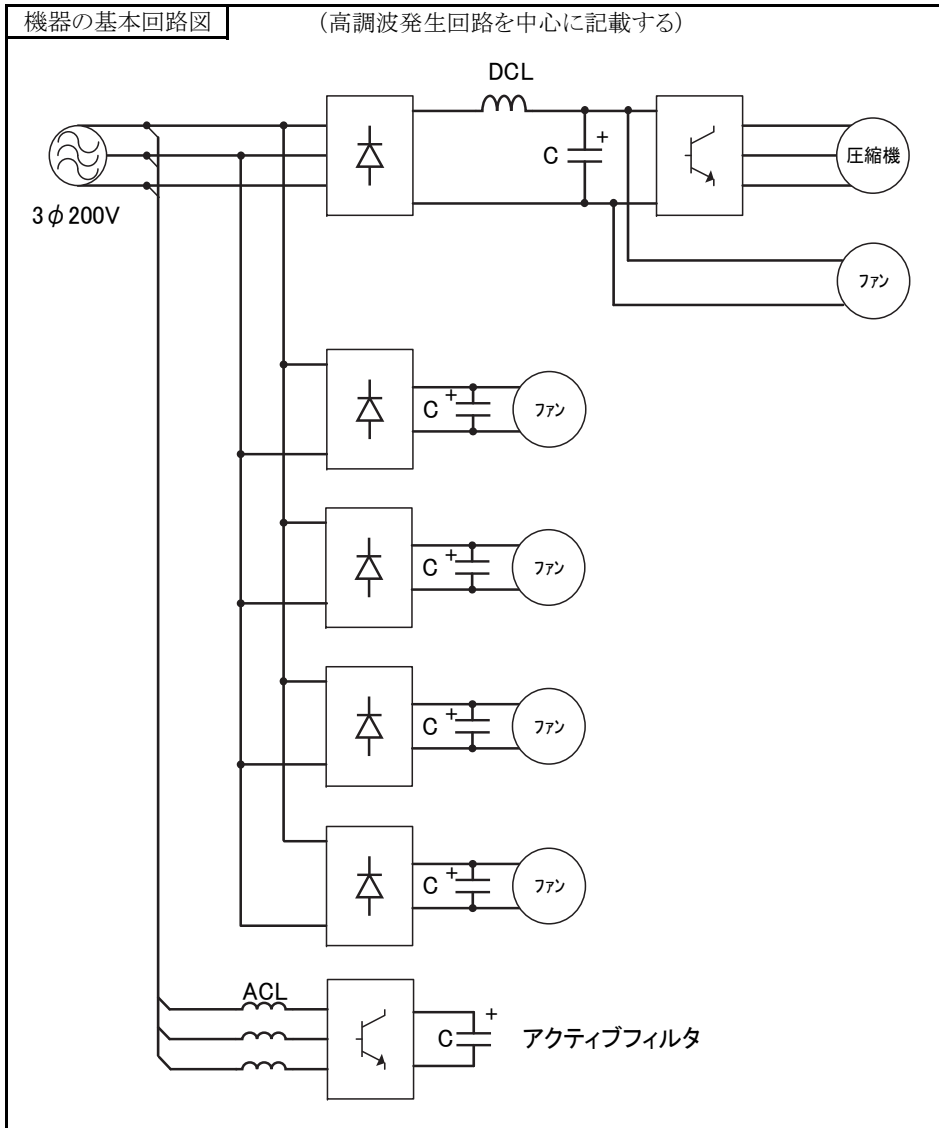 機器の基本回路図
(高調波発生回路を中心に記載する)
DCL
C
+
圧縮機
3φ200V
ファン
C
+
ファン
C
+
ファン
C
+
ファン
C
+
ファン
ACL
C
+
アクティブフィルタ